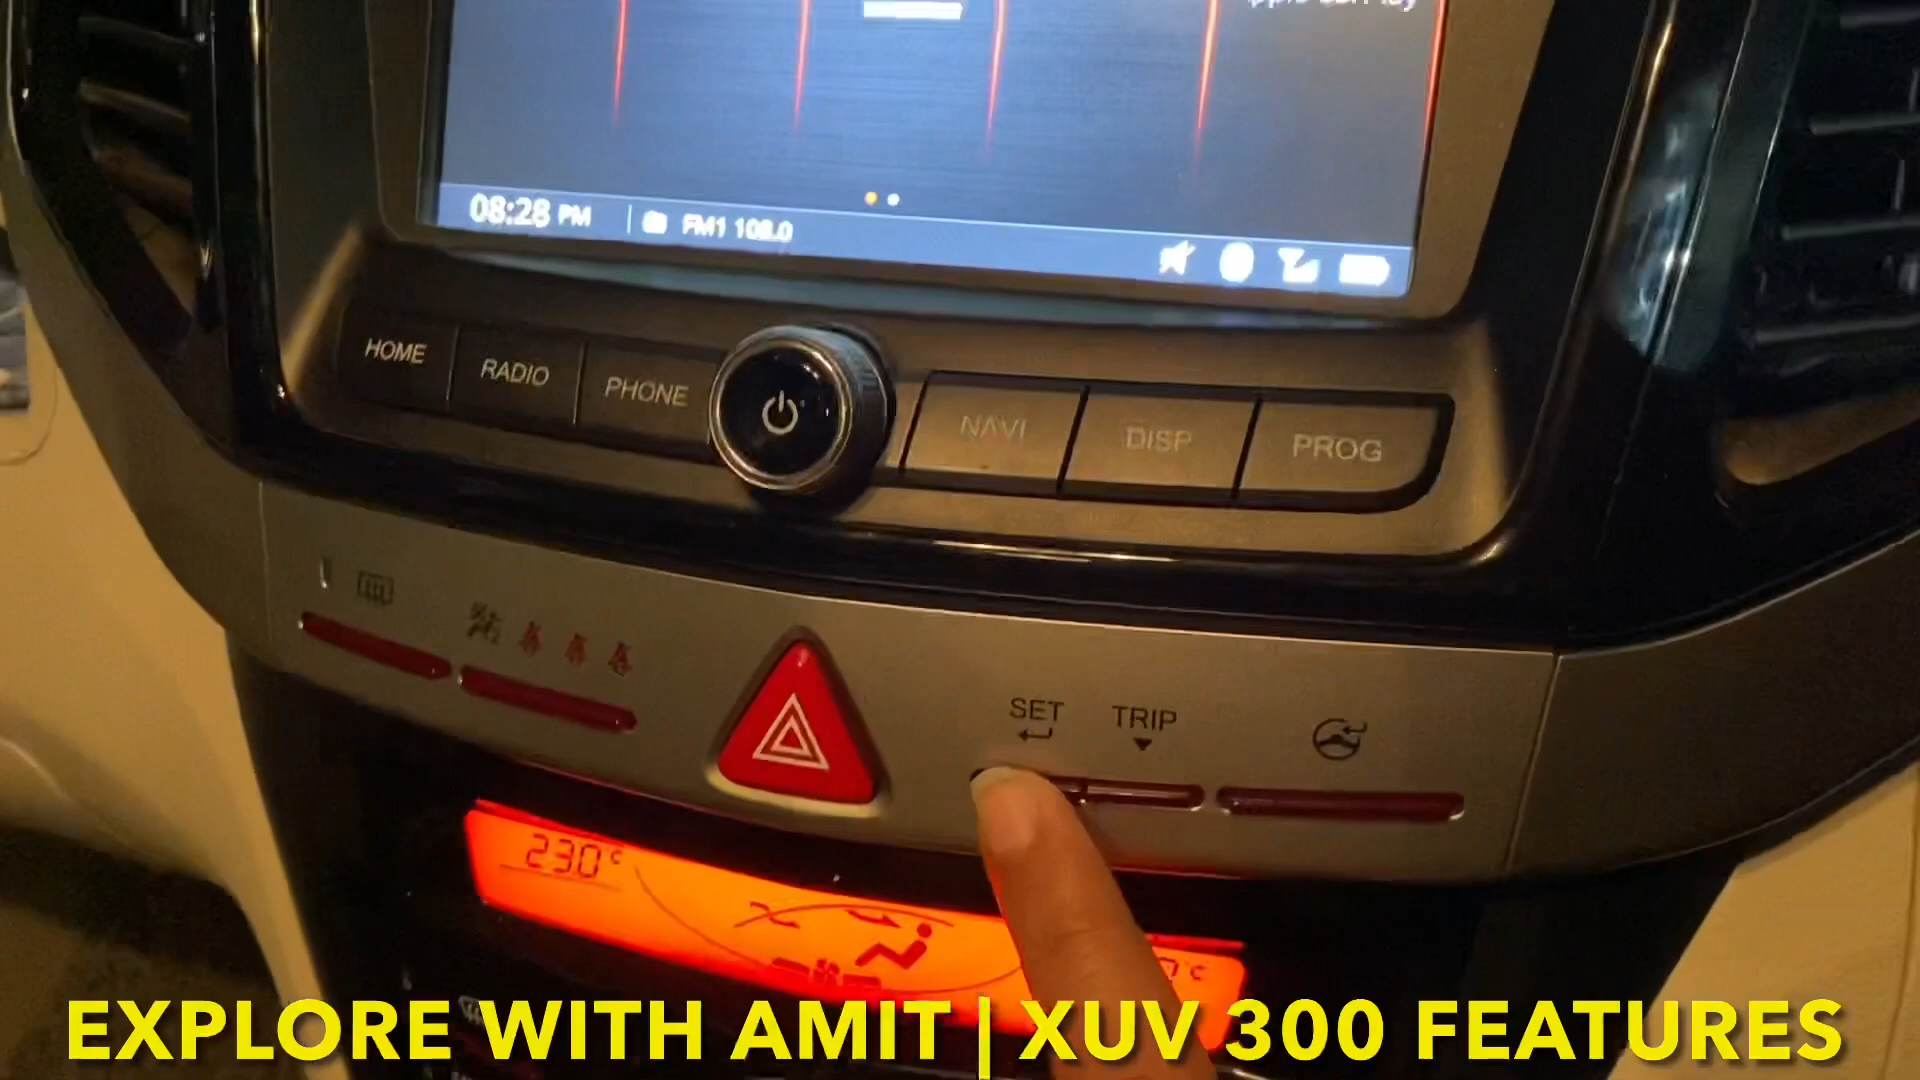 08:28 PM
FM1 108.0
HOME
RADIO
PHONE
NAVI
DISP
PROG
SET
TRIP
23.0°C
°C
EXPLORE WITH AMIT | XUV 300 FEATURES